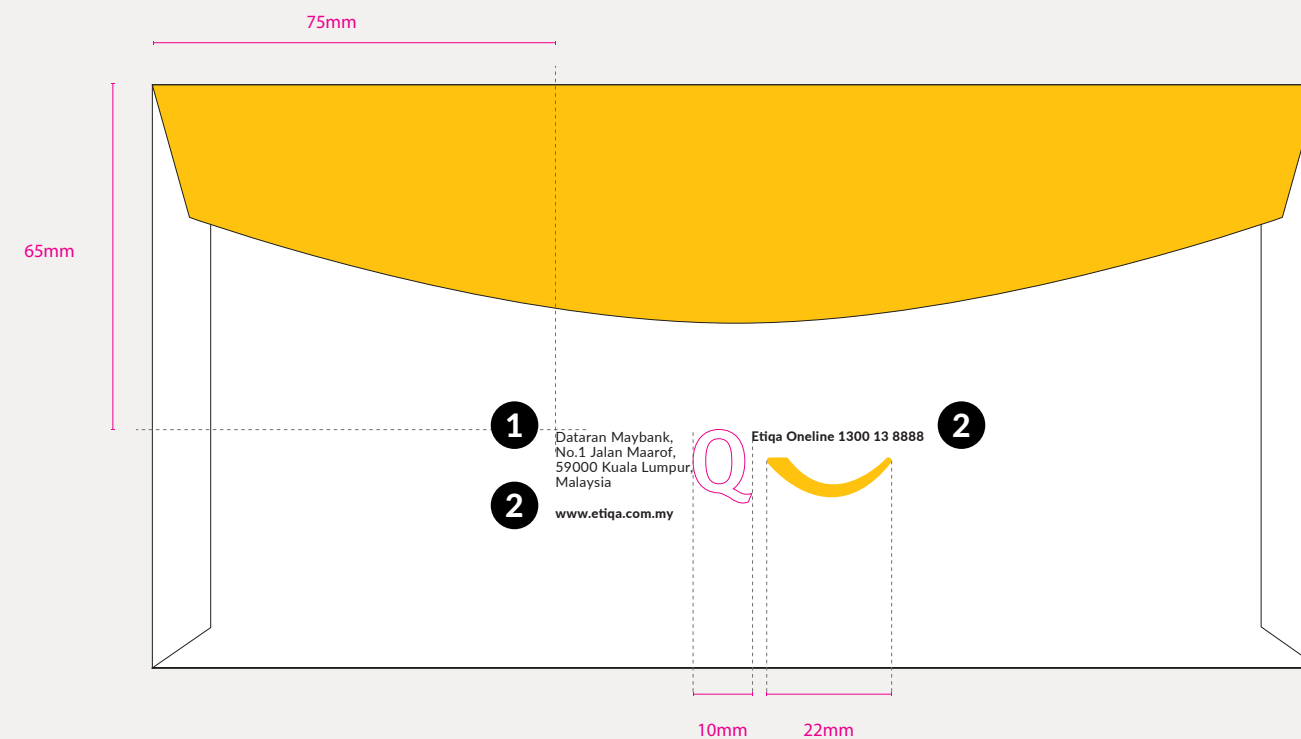 75mm
65mm
1
Dataran Maybank,
No.1 Jalan Maarof,
59000 Kuala Lumpur,
Malaysia
2
www.etiqa.com.my
Q
Etiqa Oneline 1300 13 8888
2
10mm
22mm